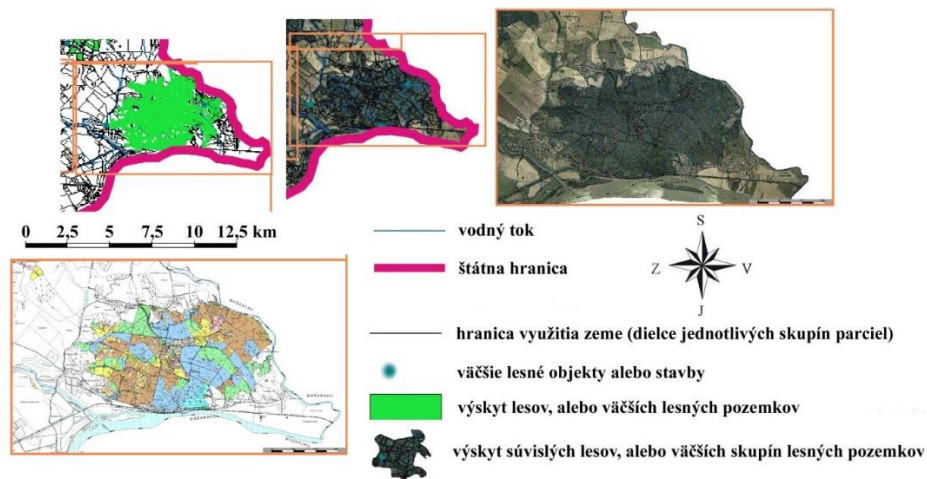 0 2,5 5 7,5 10 12,5 km
vodný tok
štátna hranica
S
Z V
J
hranica využitia zeme (dielce jednotlivých skupín parciel)
väčšie lesné objekty alebo stavby
výskyt lesov, alebo väčších lesných pozemkov
výskyt súvislých lesov, alebo väčších skupín lesných pozemkov